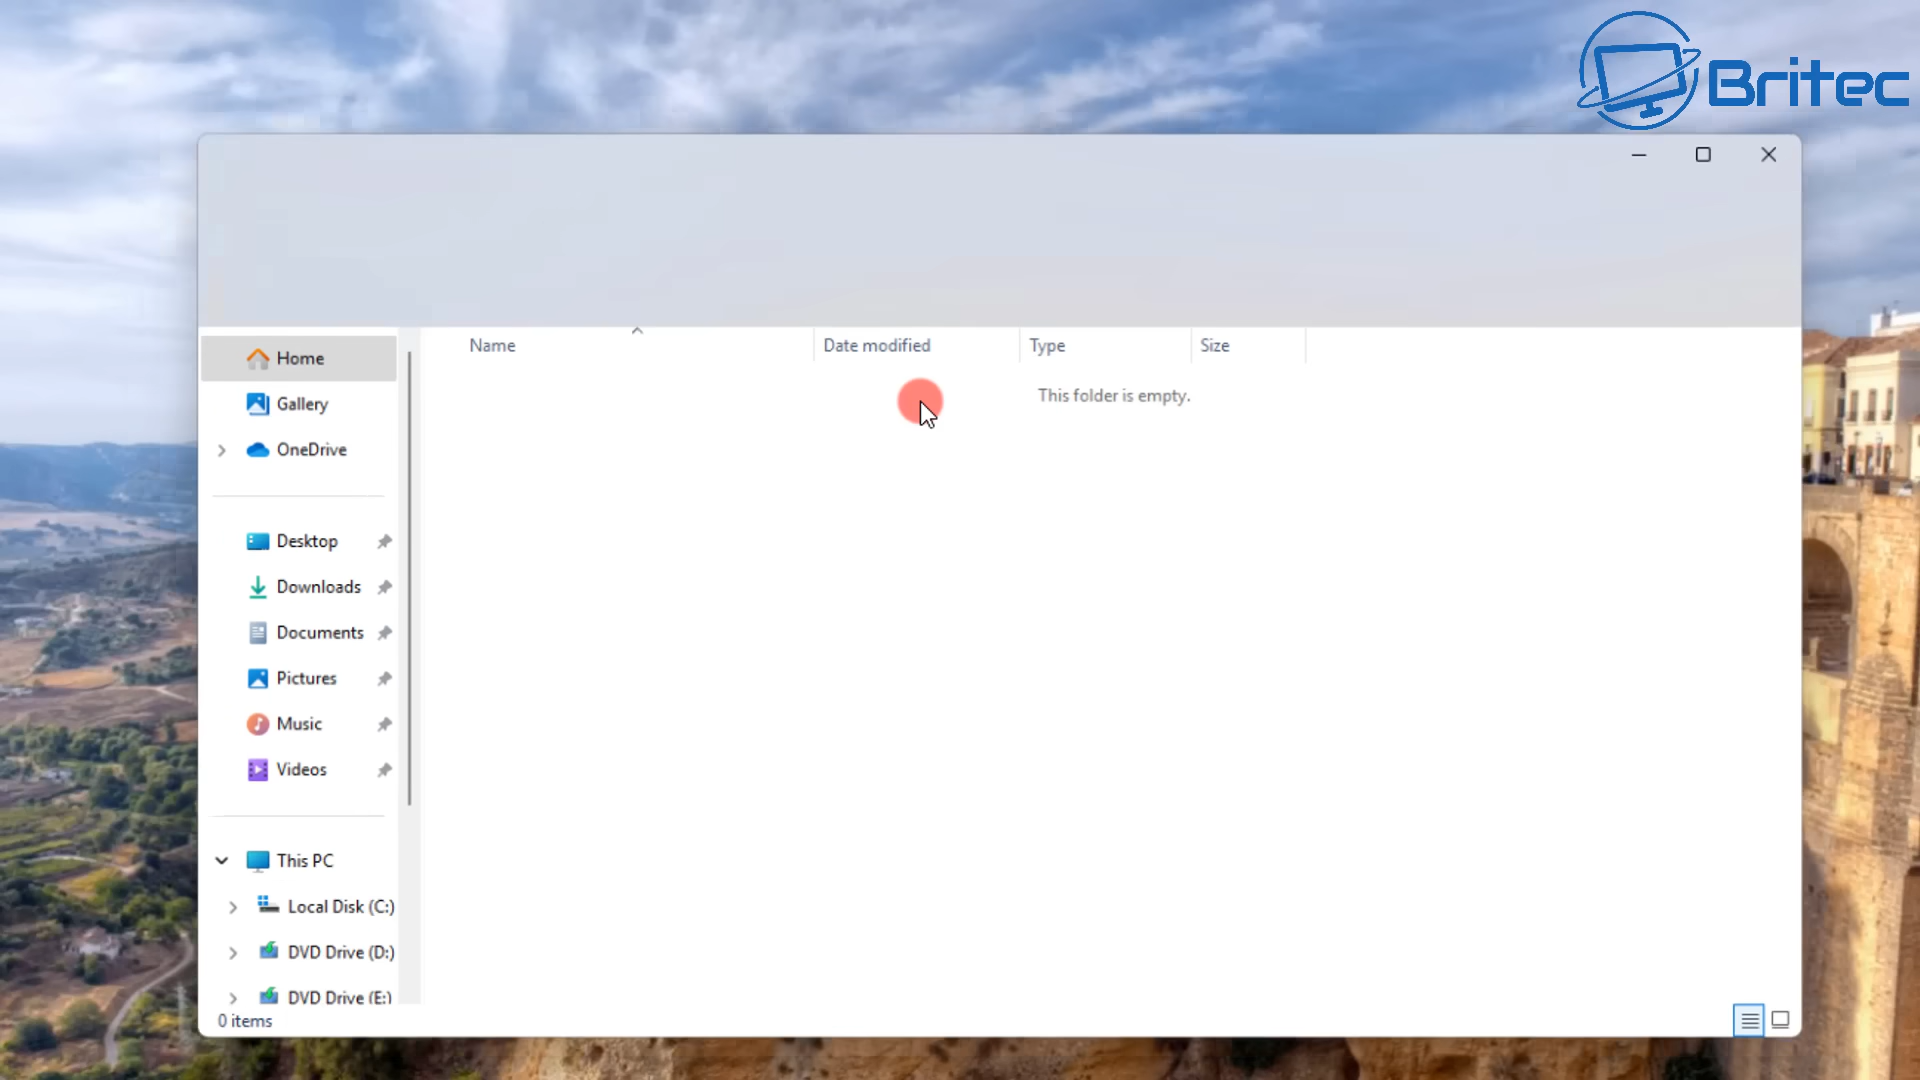 Britec
Name
Date modified
Type
Size
This folder is empty.
Home
Gallery
OneDrive
Desktop
Downloads
Documents
Pictures
Music
Videos
This PC
Local Disk (C:)
DVD Drive (D:)
DVD Drive (E:)
0 items